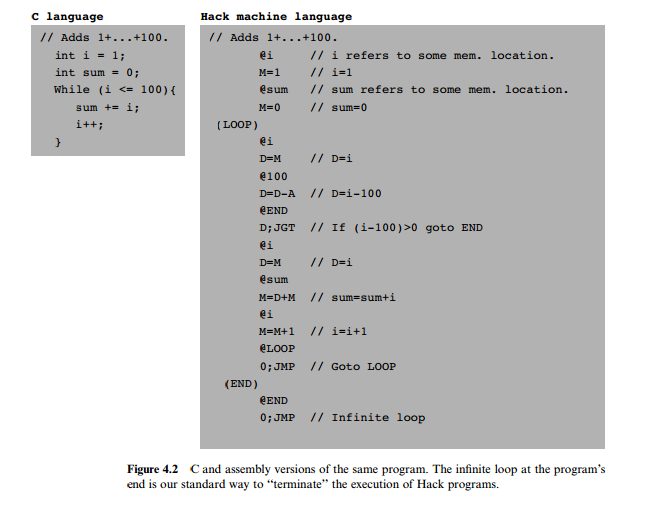 C language
// Adds 1+...+100.
int i = 1;
int sum = 0;
While (i <= 100){
sum += i;
i++;
}
Hack machine language
// Adds 1+...+100.
@i // i refers to some mem. location.
M=1 // i=1
@sum // sum refers to some mem. location.
M=0 // sum=0
(LOOP)
@i
D=M // D=i
@100
D=D-A // D=i-100
@END
D;JGT // If (i-100)>0 goto END
@i
D=M // D=i
@sum
M=D+M // sum=sum+i
@i
M=M+1 // i=i+1
@LOOP
0;JMP // Goto LOOP
(END)
@END
0;JMP // Infinite loop
Figure 4.2 C and assembly versions of the same program. The infinite loop at the program’s
end is our standard way to “terminate” the execution of Hack programs.